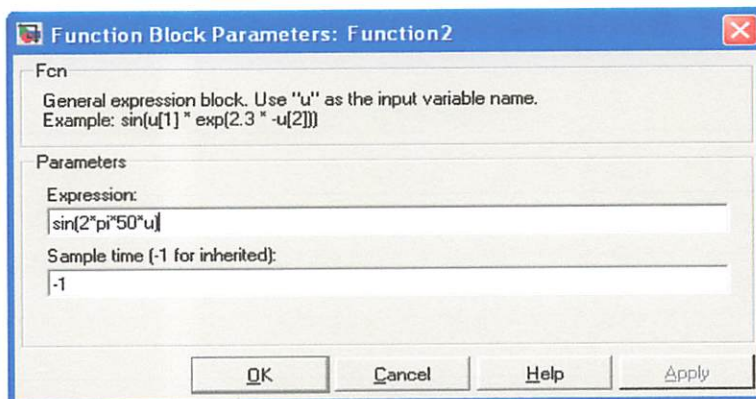 Function Block Parameters: Function2
Fcn
General expression block. Use "u" as the input variable name.
Example: sin(u[1] * exp(2.3 * -u[2]))
Parameters
Expression:
sin(2*pi*50*u)
Sample time (-1 for inherited):
-1
OK
Cancel
Help
Apply